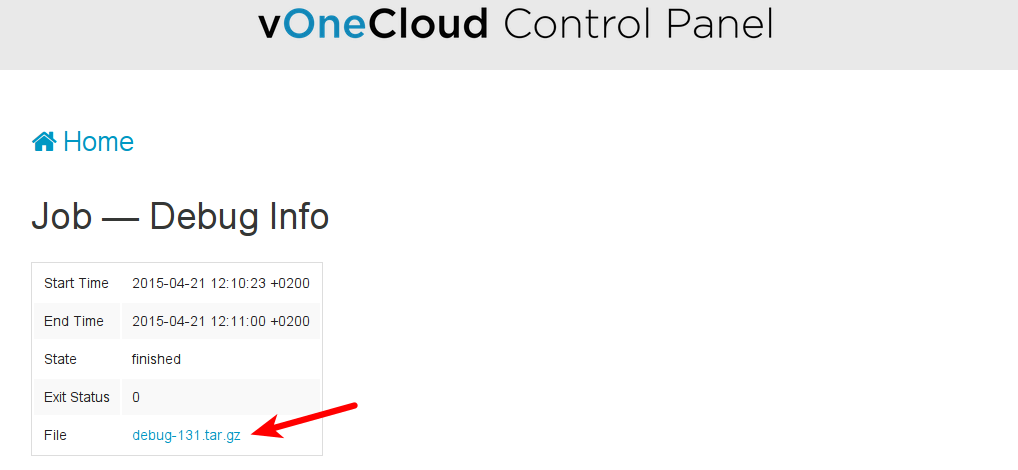 vOneCloud Control Panel
Home
Job — Debug Info
Start Time 2015-04-21 12:10:23 +0200
End Time 2015-04-21 12:11:00 +0200
State finished
Exit Status 0
File debug-131.tar.gz